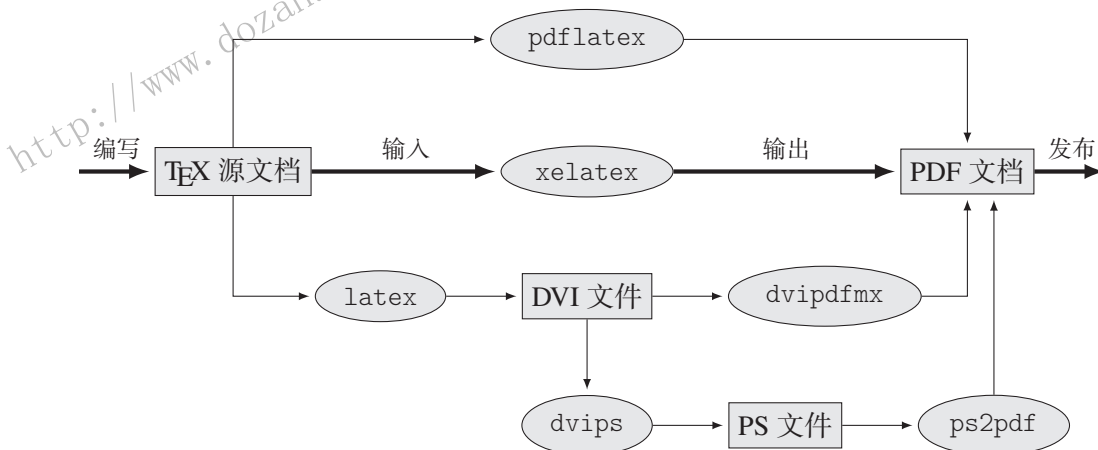 http://www.dozan
pdflatex
编写
TEX 源文档
输入
xelatex
输出
PDF 文档
发布
latex
DVI 文件
dvipdfmx
dvips
PS 文件
ps2pdf